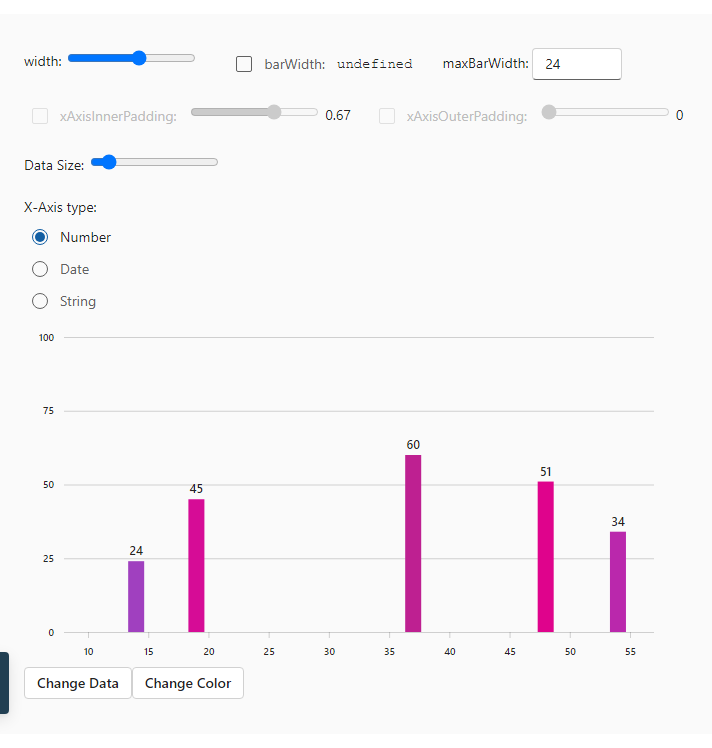 width: barWidth: undefined maxBarWidth: 24
xAxisInnerPadding: 0.67 xAxisOuterPadding: 0
Data Size:
X-Axis type:
Number
Date
String
100
75
60
51
50
45
34
24
25
0
10 15 20 25 30 35 40 45 50 55
Change Data Change Color